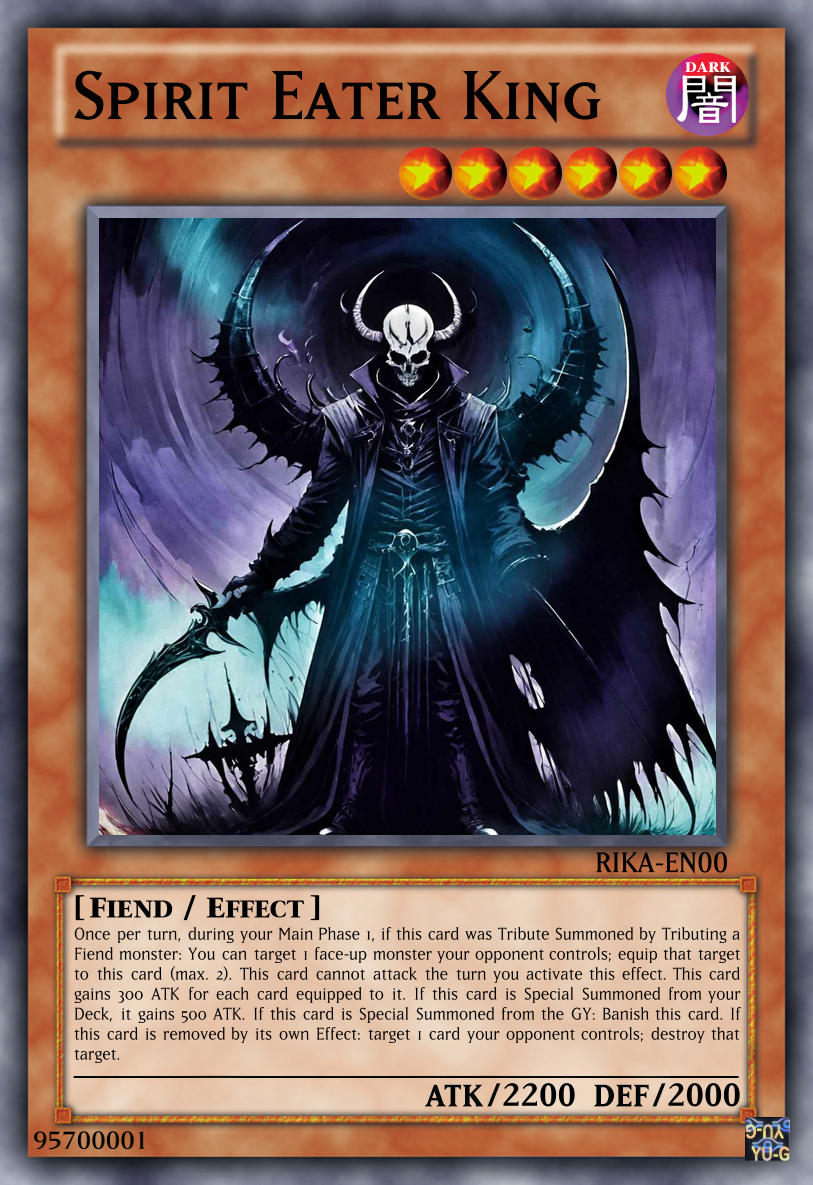 Spirit Eater King
DARK
闇
RIKA-EN00
[ Fiend / Effect ]
Once per turn, during your Main Phase 1, if this card was Tribute Summoned by Tributing a
Fiend monster: You can target 1 face-up monster your opponent controls; equip that target
to this card (max. 2). This card cannot attack the turn you activate this effect. This card
gains 300 ATK for each card equipped to it. If this card is Special Summoned from your
Deck, it gains 500 ATK. If this card is Special Summoned from the GY: Banish this card. If
this card is removed by its own Effect: target 1 card your opponent controls; destroy that
target.
ATK/2200 DEF/2000
95700001
YU-G
YU-G